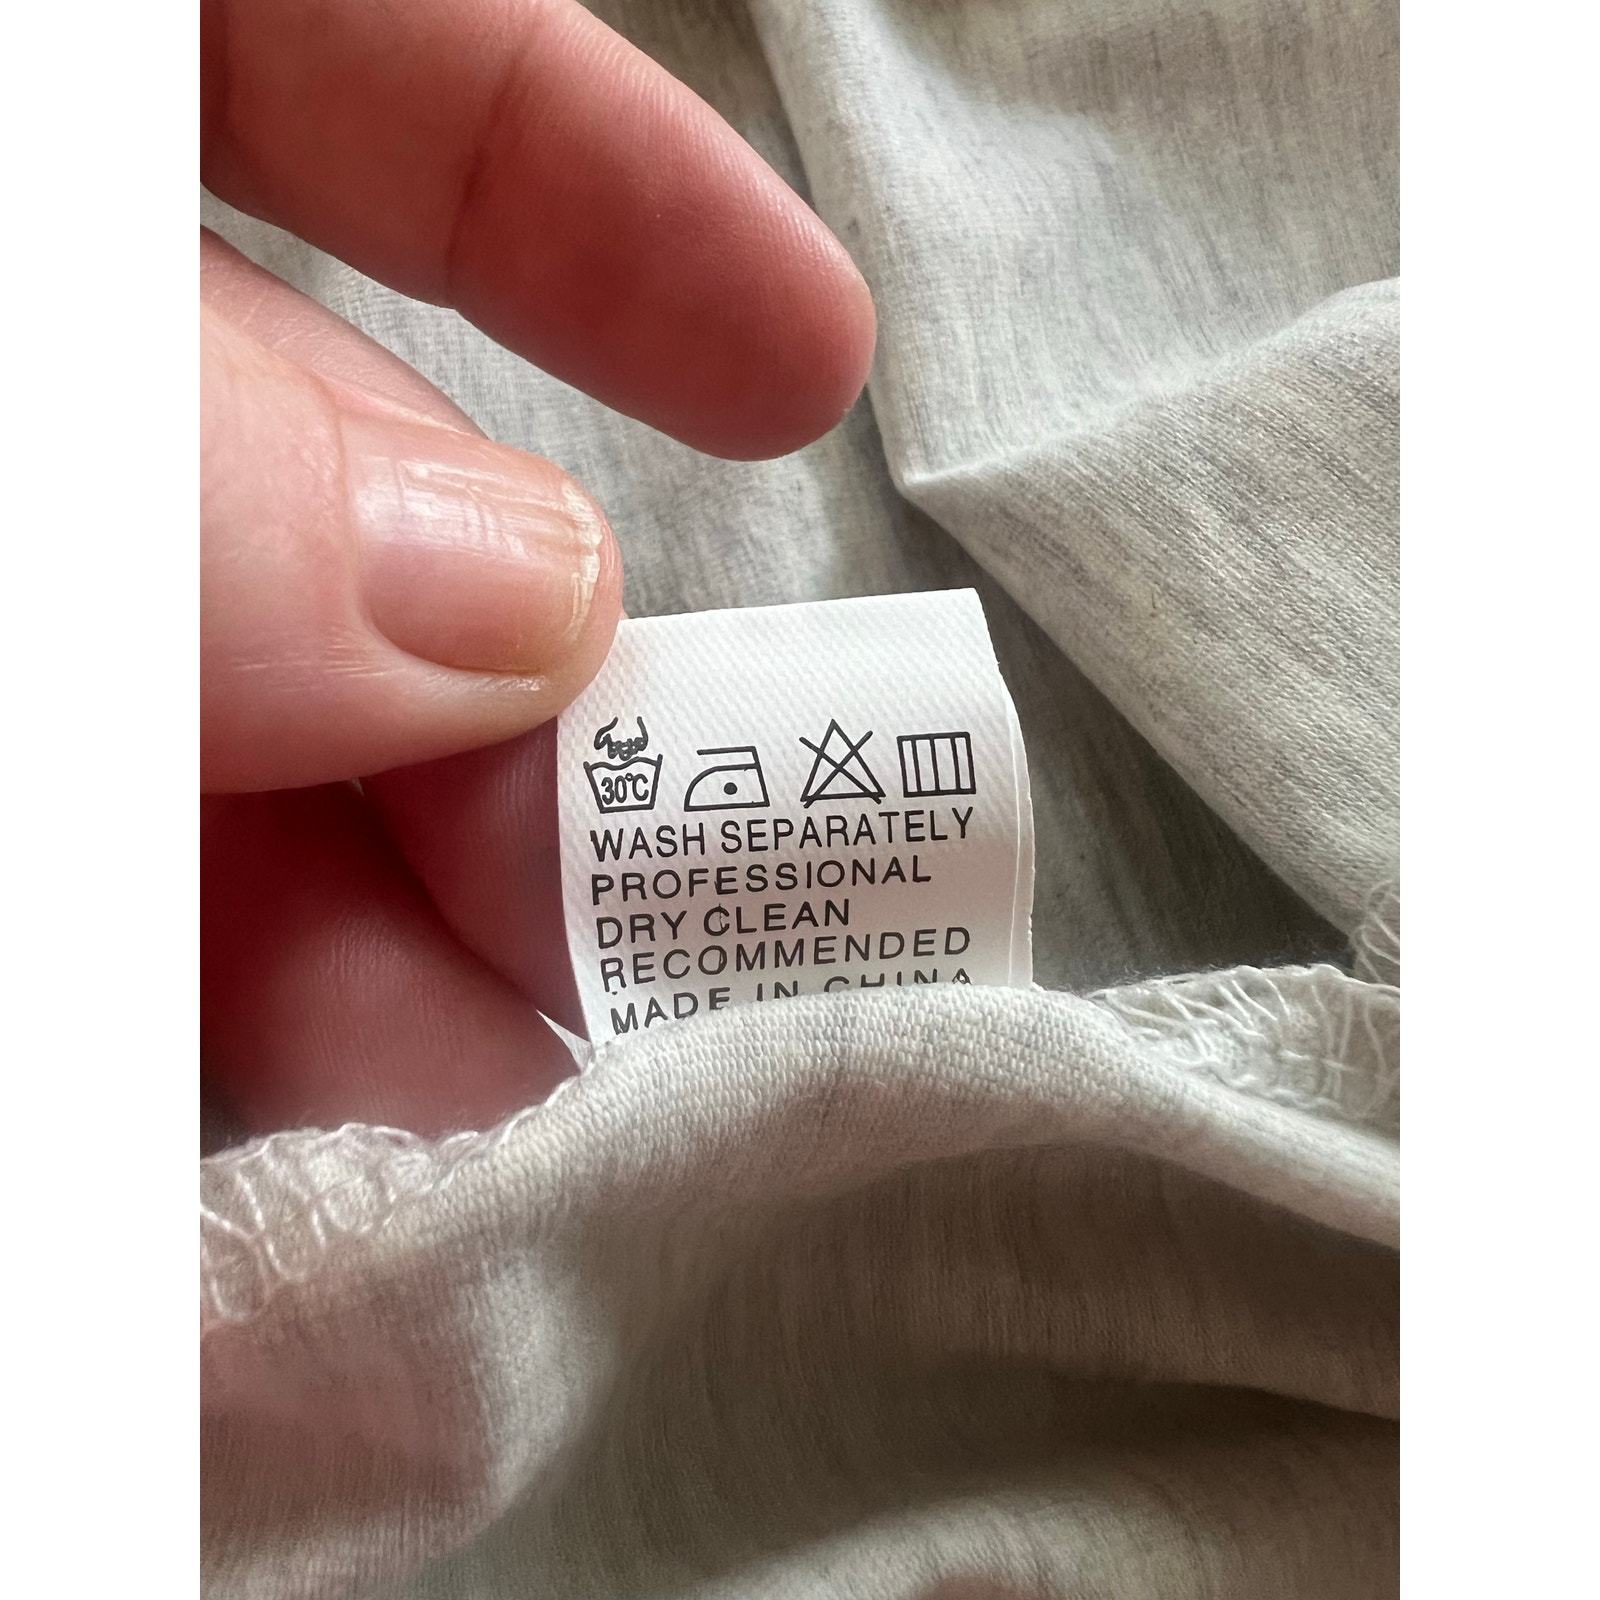 30°C
WASH SEPARATELY
PROFESSIONAL
DRY CLEAN
RECOMMENDED
MADE IN CHINA